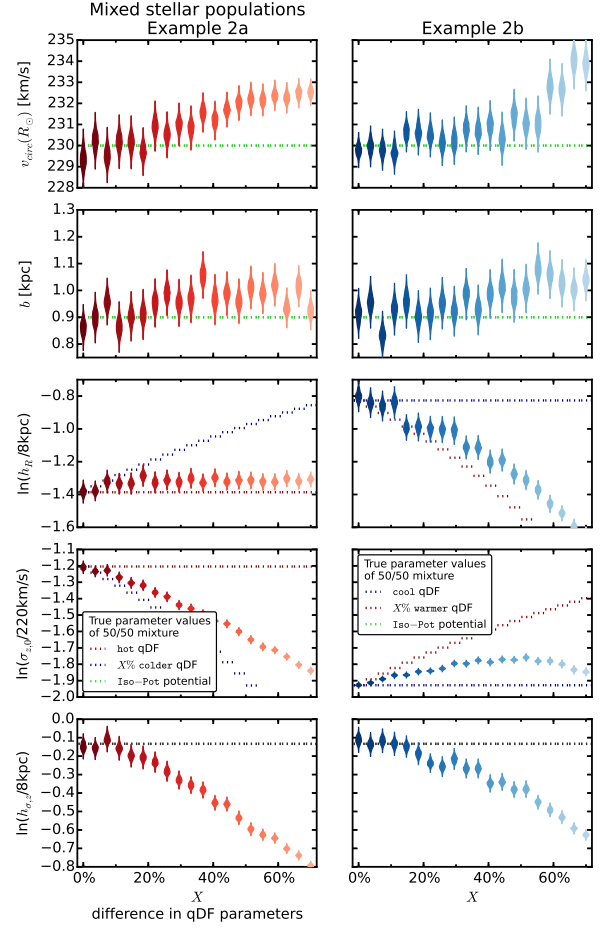 Mixed stellar populations
Example 2a
Example 2b
235
234
233
232
231
230
229
228
v_circ(R_⊙) [km/s]
1.3
1.2
1.1
1.0
0.9
0.8
b [kpc]
−0.8
−1.0
−1.2
−1.4
−1.6
ln(h_R/8kpc)
−1.1
−1.2
−1.3
−1.4
−1.5
−1.6
−1.7
−1.8
−1.9
−2.0
ln(σ_z,0/220km/s)
True parameter values
of 50/50 mixture
hot qDF
X% colder qDF
Iso-Pot potential
True parameter values
of 50/50 mixture
cool qDF
X% warmer qDF
Iso-Pot potential
0.0
−0.1
−0.2
−0.3
−0.4
−0.5
−0.6
−0.7
−0.8
ln(h_σ,z/8kpc)
0% 20% 40% 60%
0% 20% 40% 60%
X
X
difference in qDF parameters